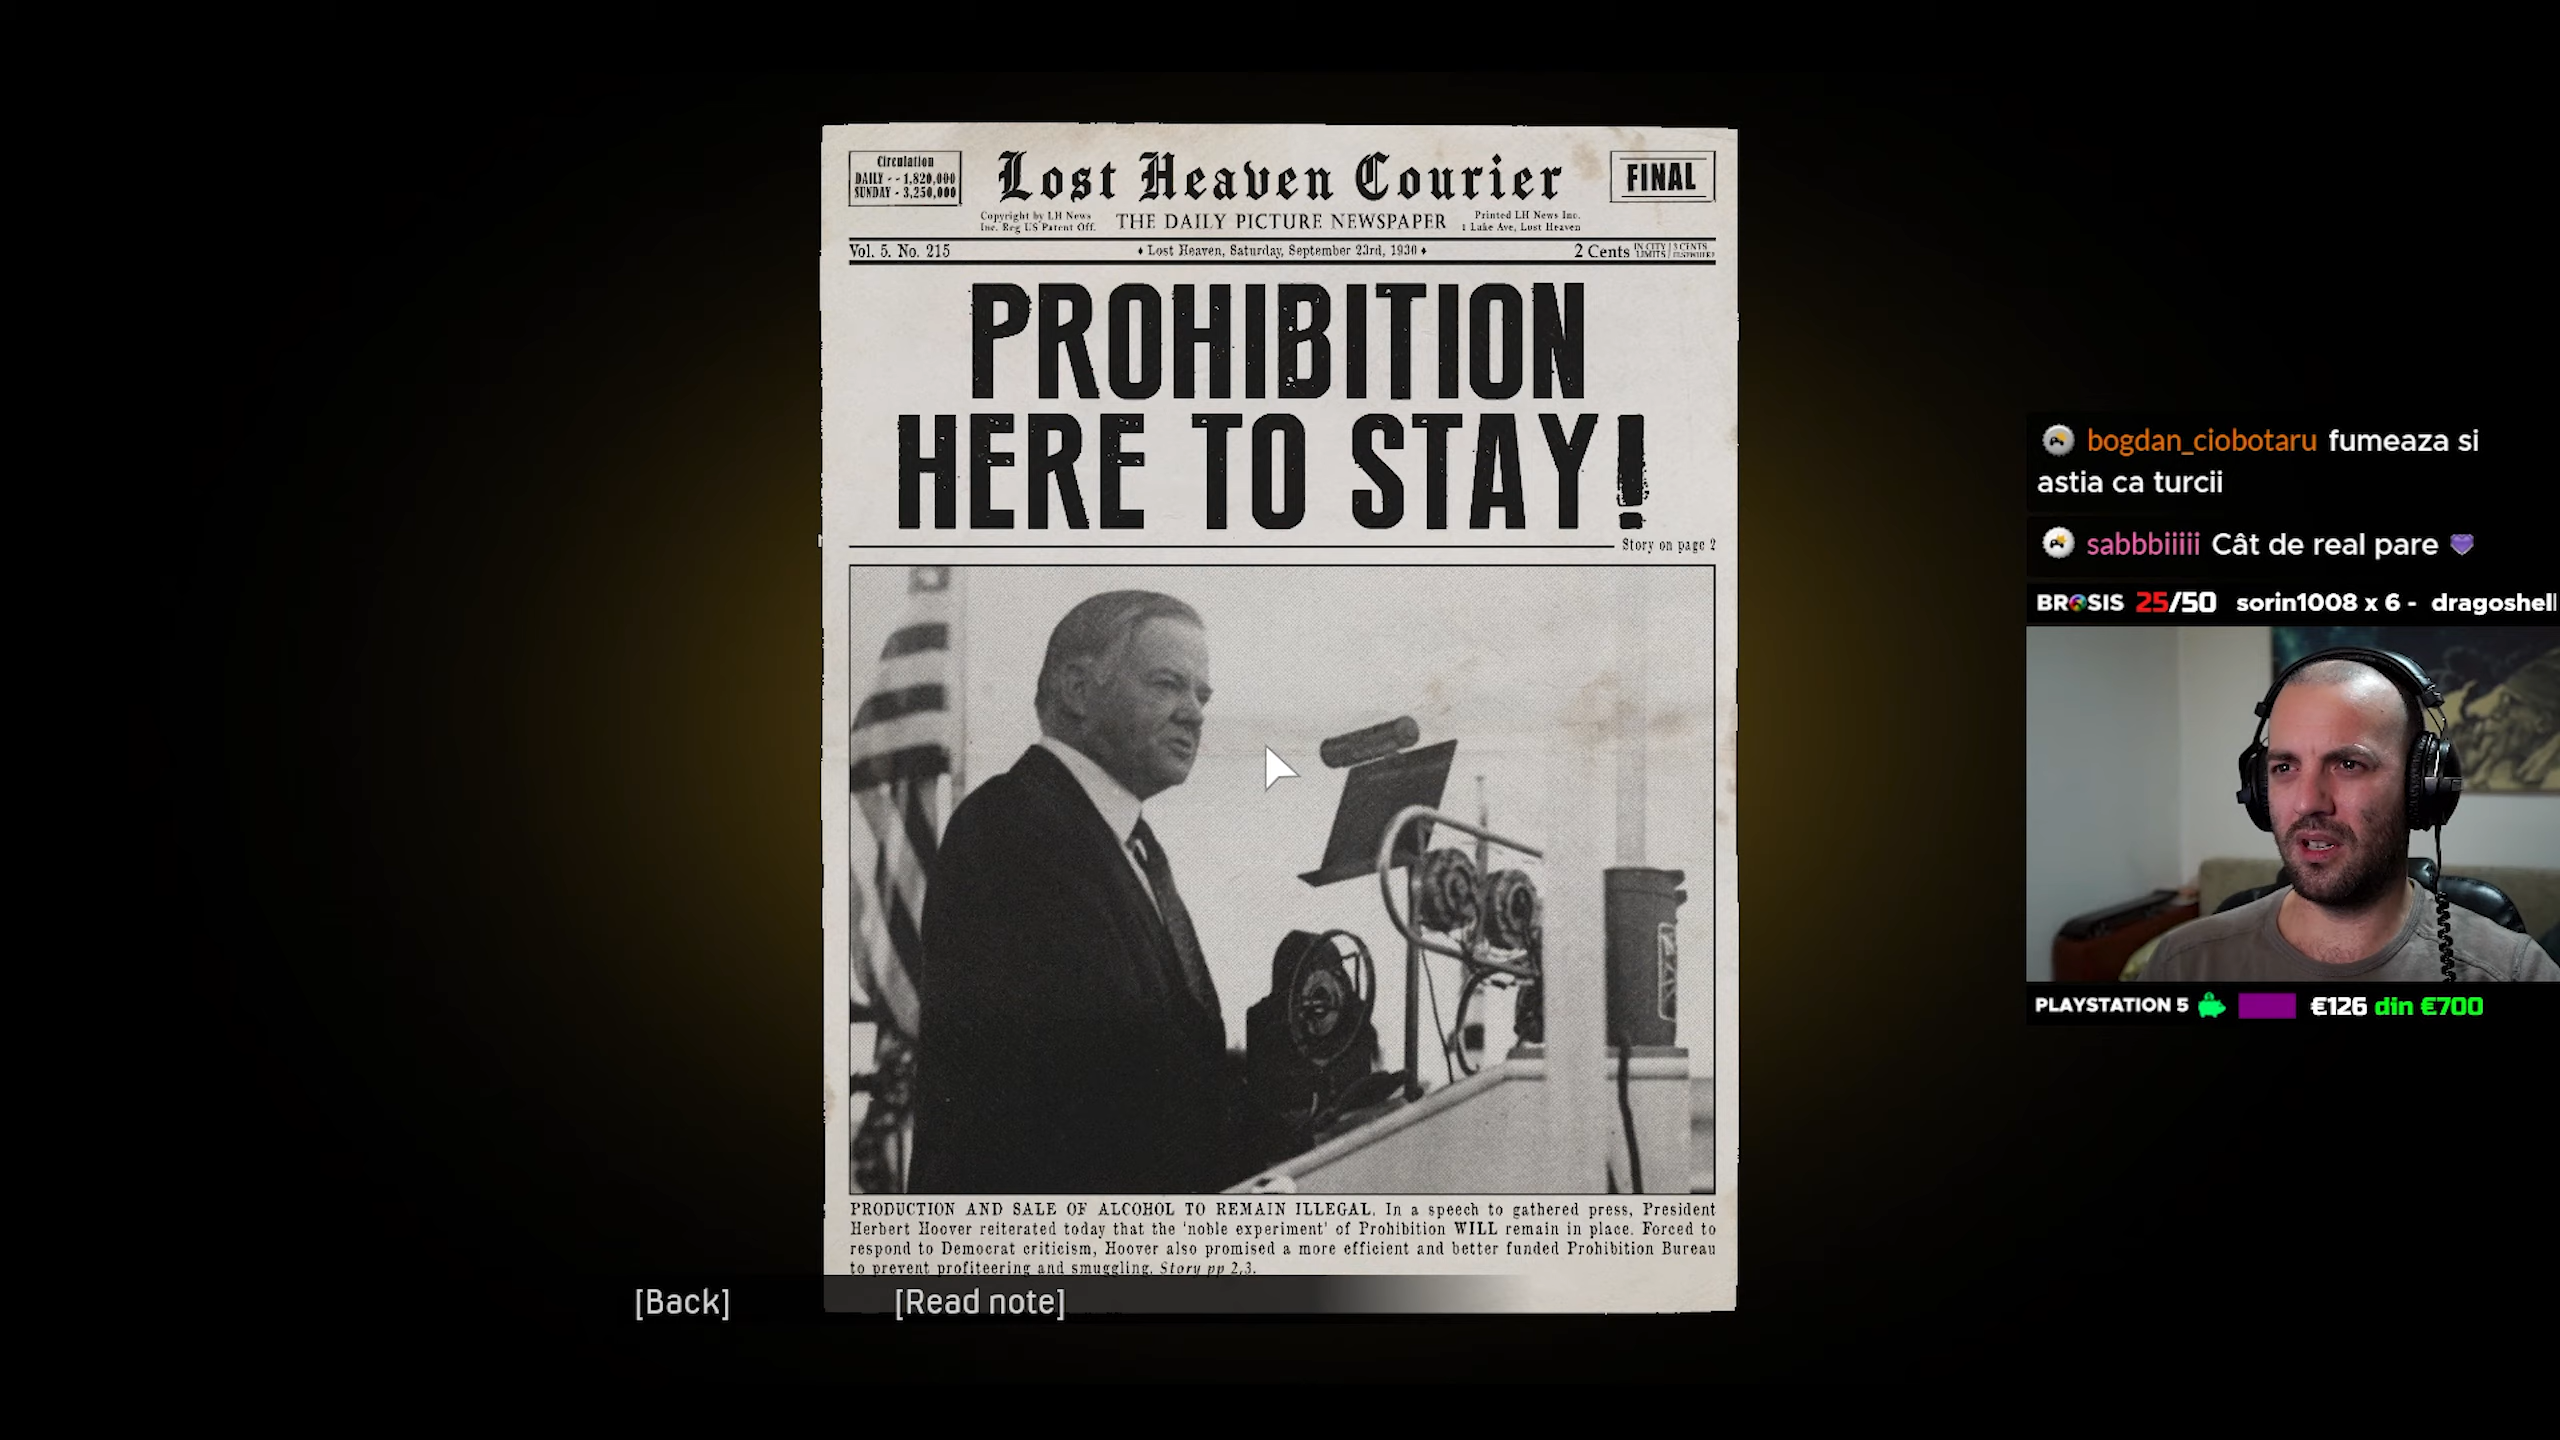 Circulation
DAILY - - 1,820,000
SUNDAY - 3,250,000
Lost Heaven Courier
FINAL
Copyright by LH News
Inc. Reg US Patent Off.
THE DAILY PICTURE NEWSPAPER
Printed LH News Inc.
1 Lake Ave, Lost Heaven
Vol. 5. No. 215
♦ Lost Heaven, Saturday, September 23rd, 1930 ♦
2 Cents
IN CITY LIMITS
3 CENTS ELSEWHERE
PROHIBITION
HERE TO STAY!
Story on page 2
PRODUCTION AND SALE OF ALCOHOL TO REMAIN ILLEGAL. In a speech to gathered press, President
Herbert Hoover reiterated today that the 'noble experiment' of Prohibition WILL remain in place. Forced to
respond to Democrat criticism, Hoover also promised a more efficient and better funded Prohibition Bureau
to prevent profiteering and smuggling. Story pp 2,3.
[Back]
[Read note]
bogdan_ciobotaru fumeaza si
astia ca turcii
sabbbiiiii Cât de real pare 💜
BROSIS 25/50 sorin1008 x 6 - dragoshell
PLAYSTATION 5 €126 din €700